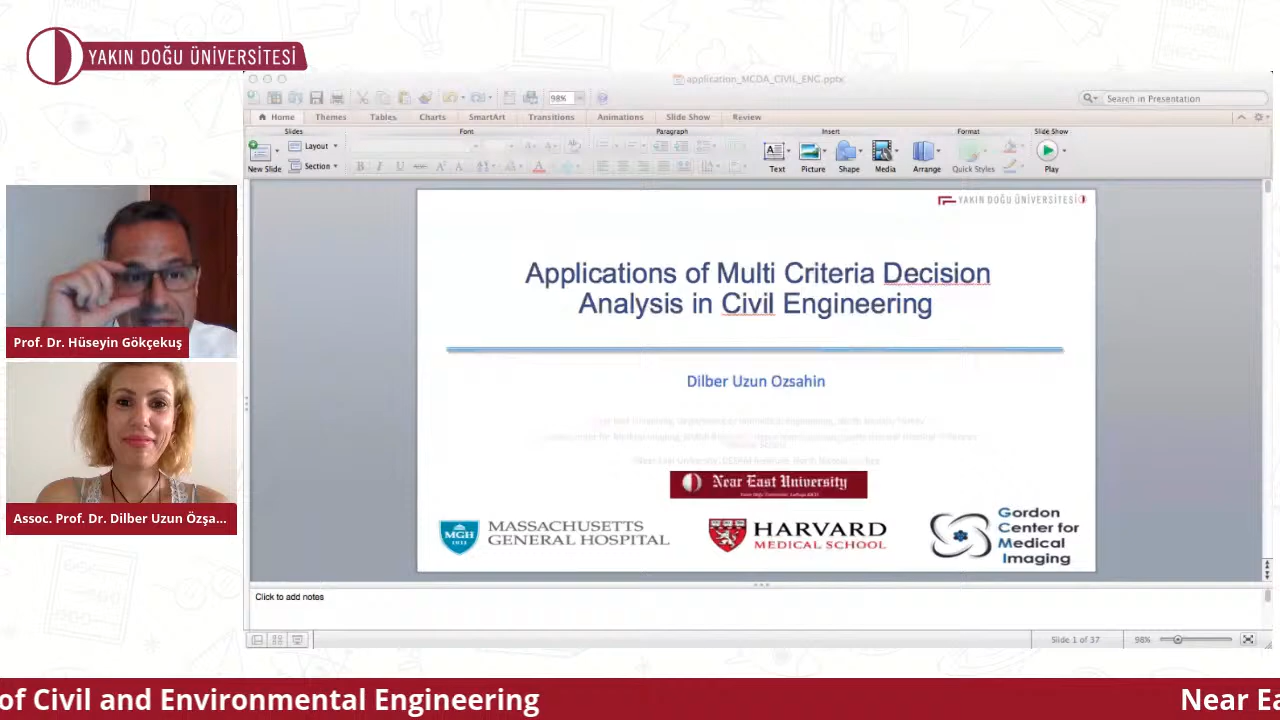 YAKIN DOĞU ÜNİVERSİTESİ
application_MCDA_CIVIL_ENG.pptx
98%
Search in Presentation
Home Themes Tables Charts SmartArt Transitions Animations Slide Show Review
Slides Font Paragraph Insert Format Slide Show
Layout
Section
New Slide
B I U ABC
Text Picture Shape Media Arrange Quick Styles Play
YAKIN DOĞU ÜNİVERSİTESİ
Applications of Multi Criteria Decision
Analysis in Civil Engineering
Dilber Uzun Ozsahin
Near East University
MGH
1811
MASSACHUSETTS
GENERAL HOSPITAL
HARVARD
MEDICAL SCHOOL
Gordon
Center for
Medical
Imaging
Prof. Dr. Hüseyin Gökçekuş
Assoc. Prof. Dr. Dilber Uzun Özşa...
Click to add notes
Slide 1 of 37
98%
of Civil and Environmental Engineering
Near Ea